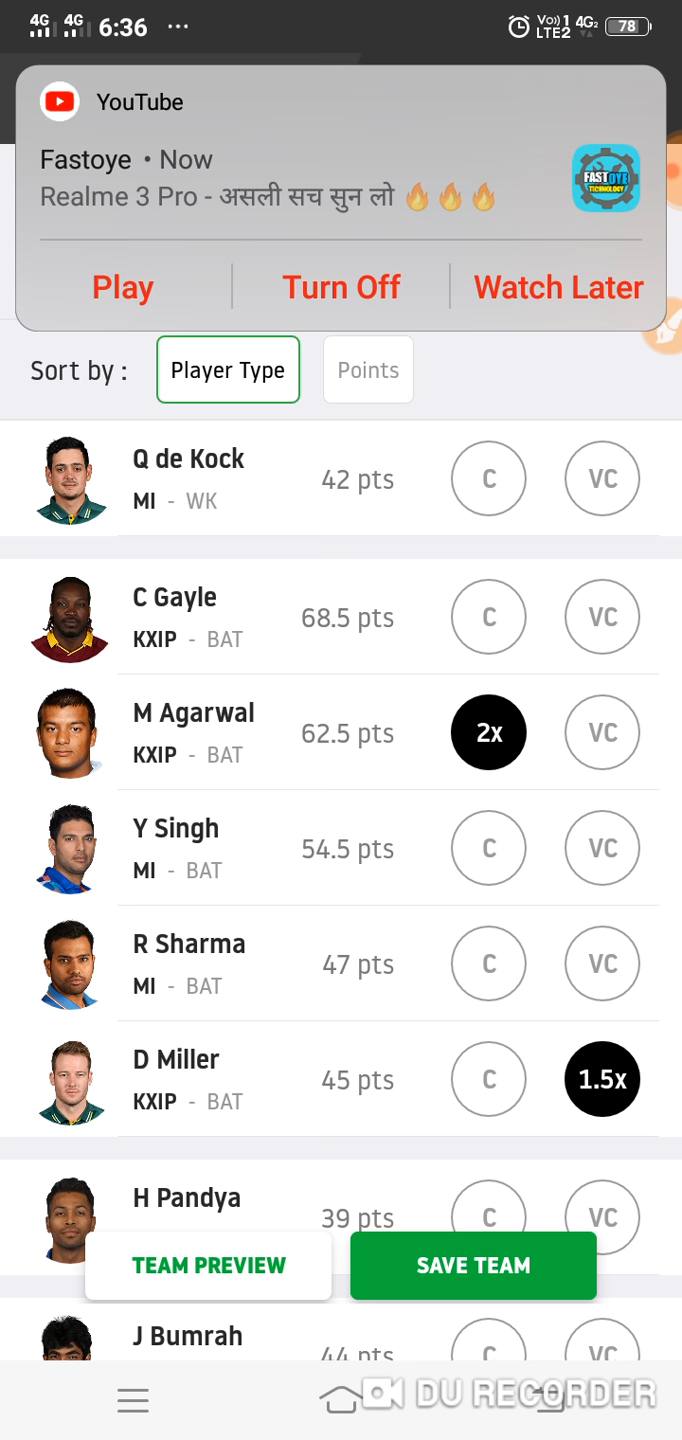 4G 4G 6:36 ... Vo) 1 LTE2 4G2 78
YouTube
Fastoye • Now
Realme 3 Pro - असली सच सुन लो 🔥🔥🔥
FASTOYE
TECHNOLOGY
Play Turn Off Watch Later
Sort by : Player Type Points
Q de Kock
MI - WK
42 pts C VC
C Gayle
KXIP - BAT
68.5 pts C VC
M Agarwal
KXIP - BAT
62.5 pts 2x VC
Y Singh
MI - BAT
54.5 pts C VC
R Sharma
MI - BAT
47 pts C VC
D Miller
KXIP - BAT
45 pts C 1.5x
H Pandya
39 pts C VC
TEAM PREVIEW SAVE TEAM
J Bumrah
44 pts C VC
DU RECORDER